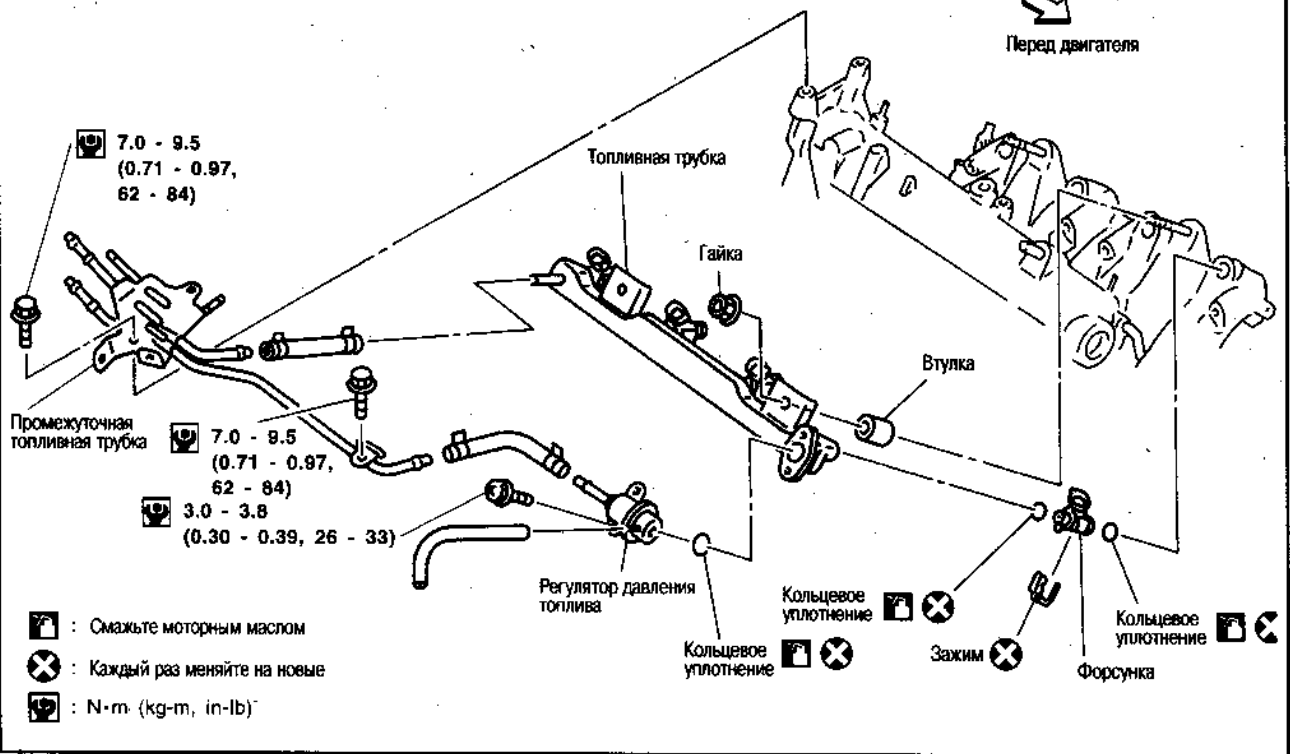 Перед двигателя
7.0 - 9.5
(0.71 - 0.97,
62 - 84)
Топливная трубка
Гайка
Втулка
Промежуточная
топливная трубка
7.0 - 9.5
(0.71 - 0.97,
62 - 84)
3.0 - 3.8
(0.30 - 0.39, 26 - 33)
Регулятор давления
топлива
Кольцевое
уплотнение
Кольцевое
уплотнение
Зажим
Форсунка
Кольцевое
уплотнение
: Смажьте моторным маслом
: Каждый раз меняйте на новые
: N·m (kg-m, in-lb)